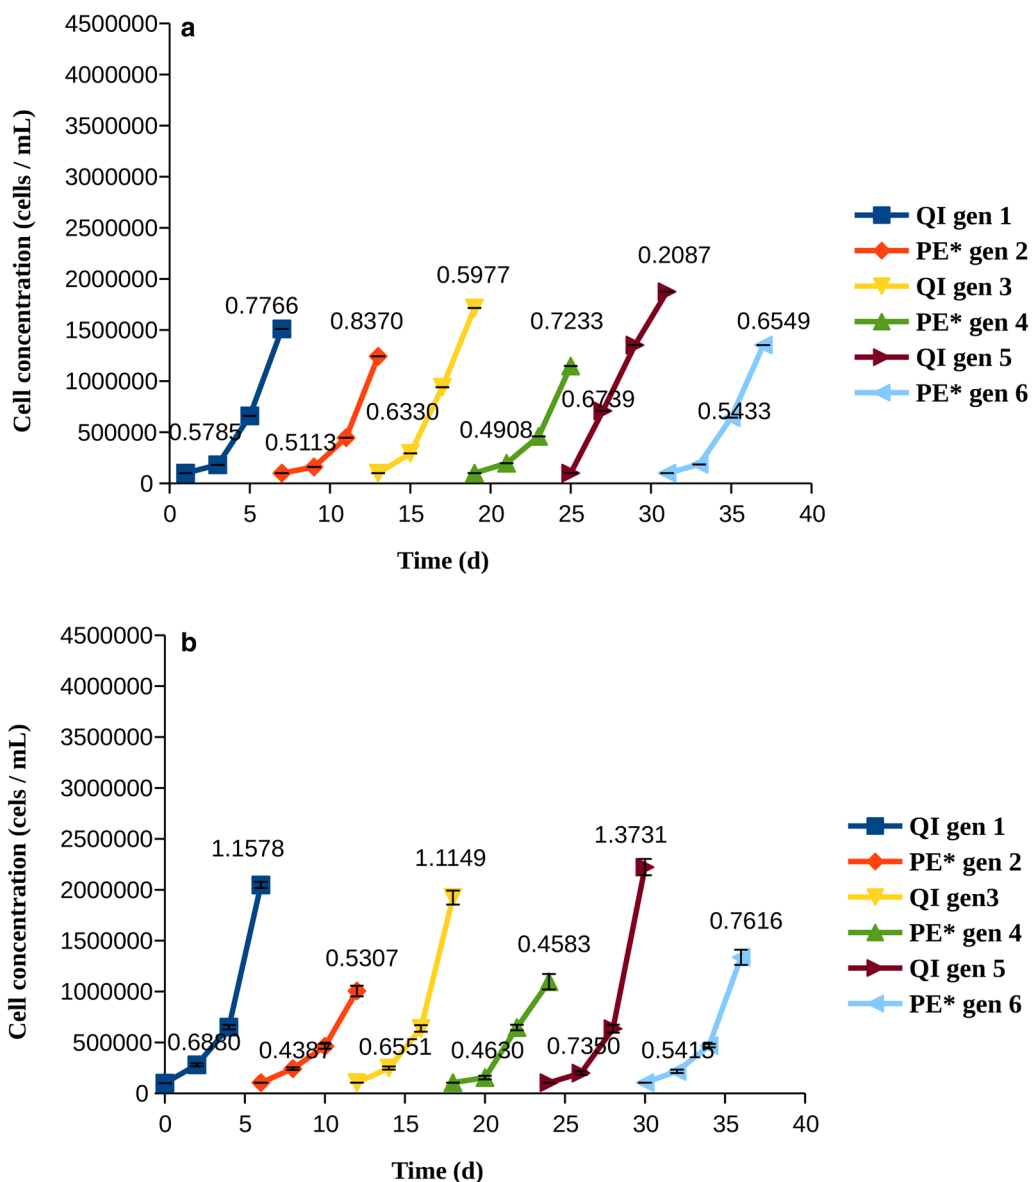 a
4500000
4000000
3500000
3000000
2500000
2000000
1500000
1000000
500000
0
Cell concentration (cells / mL)
0.7766
0.5785
0.8370
0.5113
0.5977
0.6330
0.7233
0.4908
0.2087
0.6739
0.6549
0.5433
0 5 10 15 20 25 30 35 40
Time (d)
QI gen 1
PE* gen 2
QI gen 3
PE* gen 4
QI gen 5
PE* gen 6
b
4500000
4000000
3500000
3000000
2500000
2000000
1500000
1000000
500000
0
Cell concentration (cels / mL)
1.1578
0.6880
0.5307
0.4387
1.1149
0.6551
0.4583
0.4630
1.3731
0.7350
0.7616
0.5415
0 5 10 15 20 25 30 35 40
Time (d)
QI gen 1
PE* gen 2
QI gen3
PE* gen 4
QI gen 5
PE* gen 6